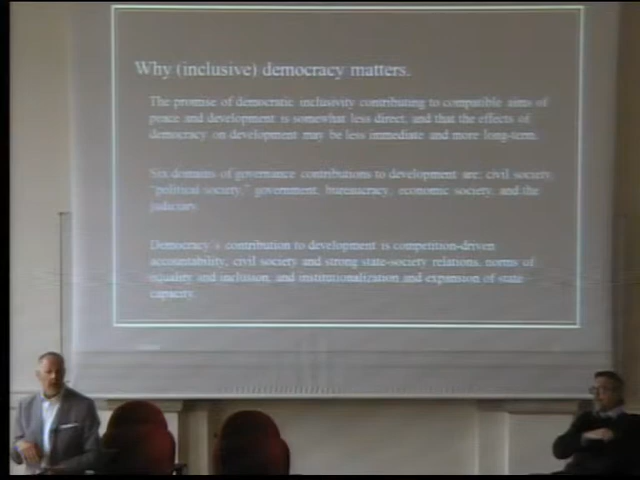 Why (inclusive) democracy matters.
The promise of democratic inclusivity contributing to compatible aims of
peace and development is somewhat less direct, and that the effects of
democracy on development may be less immediate and more long-term.
Six domains of governance contributions to development are: civil society,
"political society," government, bureaucracy, economic society, and the
judiciary.
Democracy's contribution to development is competition-driven
accountability, civil society and strong state-society relations, norms of
equality and inclusion, and institutionalization and expansion of state
capacity.